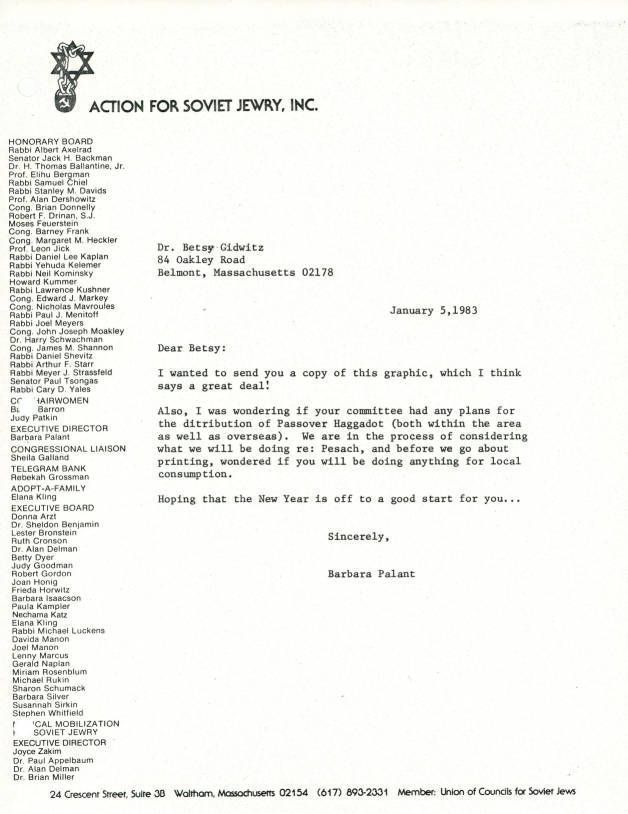 ACTION FOR SOVIET JEWRY, INC.
HONORARY BOARD
Rabbi Albert Axelrad
Senator Jack H. Backman
Dr. H. Thomas Ballantine, Jr.
Prof. Elihu Bergman
Rabbi Samuel Chiel
Rabbi Stanley M. Davids
Prof. Alan Dershowitz
Cong. Brian Donnelly
Robert F. Drinan, S.J.
Moses Feuerstein
Cong. Barney Frank
Cong. Margaret M. Heckler
Prof. Leon Jick
Rabbi Daniel Lee Kaplan
Rabbi Yehuda Kelemer
Rabbi Neil Kominsky
Howard Kummer
Rabbi Lawrence Kushner
Cong. Edward J. Markey
Cong. Nicholas Mavroules
Rabbi Paul J. Menitoff
Rabbi Joel Meyers
Cong. John Joseph Moakley
Dr. Harry Schwachman
Cong. James M. Shannon
Rabbi Daniel Shevitz
Rabbi Arthur F. Starr
Rabbi Meyer J. Strassfeld
Senator Paul Tsongas
Rabbi Cary D. Yales
Barron
Judy Patkin
EXECUTIVE DIRECTOR
Barbara Palant
CONGRESSIONAL LIAISON
Sheila Galland
TELEGRAM BANK
Rebekah Grossman
ADOPT-A-FAMILY
Elana Kling
EXECUTIVE BOARD
Donna Arzt
Dr. Sheldon Benjamin
Lester Bronstein
Ruth Cronson
Dr. Alan Delman
Betty Dyer
Judy Goodman
Robert Gordon
Joan Honig
Frieda Horwitz
Barbara Isaacson
Paula Kampler
Nechama Katz
Elana Kling
Rabbi Michael Luckens
Davida Manon
Joel Manon
Lenny Marcus
Gerald Naplan
Miriam Rosenblum
Michael Rukin
Sharon Schumack
Barbara Silver
Susannah Sirkin
Stephen Whitfield
MOBILIZATION
SOVIET JEWRY
EXECUTIVE DIRECTOR
Joyce Zakim
Dr. Paul Appelbaum
Dr. Alan Delman
Dr. Brian Miller
Dr. Betsy Gidwitz
84 Oakley Road
Belmont, Massachusetts 02178
January 5,1983
Dear Betsy:
I wanted to send you a copy of this graphic, which I think
says a great deal!
Also, I was wondering if your committee had any plans for
the ditribution of Passover Haggadot (both within the area
as well as overseas). We are in the process of considering
what we will be doing re: Pesach, and before we go about
printing, wondered if you will be doing anything for local
consumption.
Hoping that the New Year is off to a good start for you...
Sincerely,
Barbara Palant
24 Crescent Street, Suite 3B Waltham, Massachusetts 02154 (617) 893-2331 Member: Union of Councils for Soviet Jews